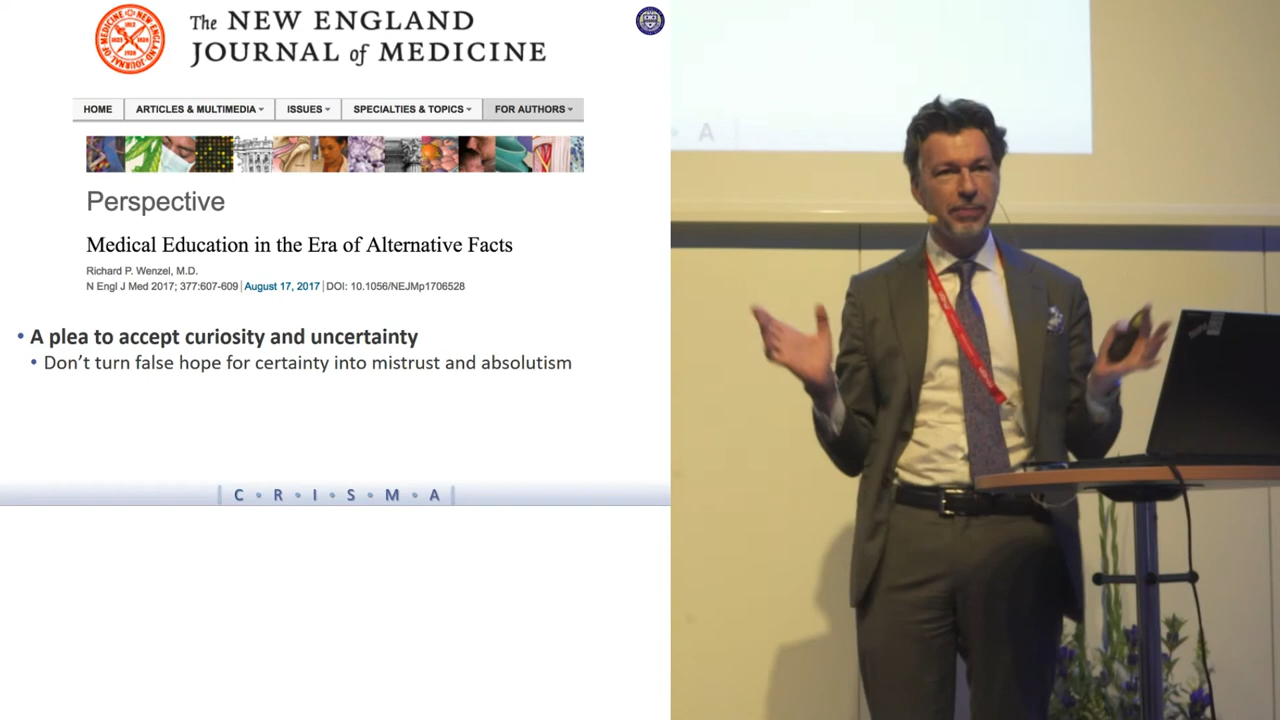 The NEW ENGLAND
JOURNAL of MEDICINE
HOME ARTICLES & MULTIMEDIA ISSUES SPECIALTIES & TOPICS FOR AUTHORS
Perspective
Medical Education in the Era of Alternative Facts
Richard P. Wenzel, M.D.
N Engl J Med 2017; 377:607-609 | August 17, 2017 | DOI: 10.1056/NEJMp1706528
• A plea to accept curiosity and uncertainty
• Don't turn false hope for certainty into mistrust and absolutism
C • R • I • S • M • A
A